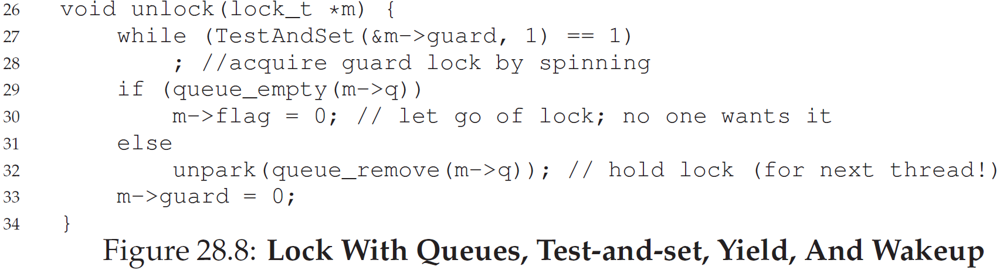 26 void unlock(lock_t *m) {
27 while (TestAndSet(&m->guard, 1) == 1)
28 ; //acquire guard lock by spinning
29 if (queue_empty(m->q))
30 m->flag = 0; // let go of lock; no one wants it
31 else
32 unpark(queue_remove(m->q)); // hold lock (for next thread!)
33 m->guard = 0;
34 }
Figure 28.8: Lock With Queues, Test-and-set, Yield, And Wakeup